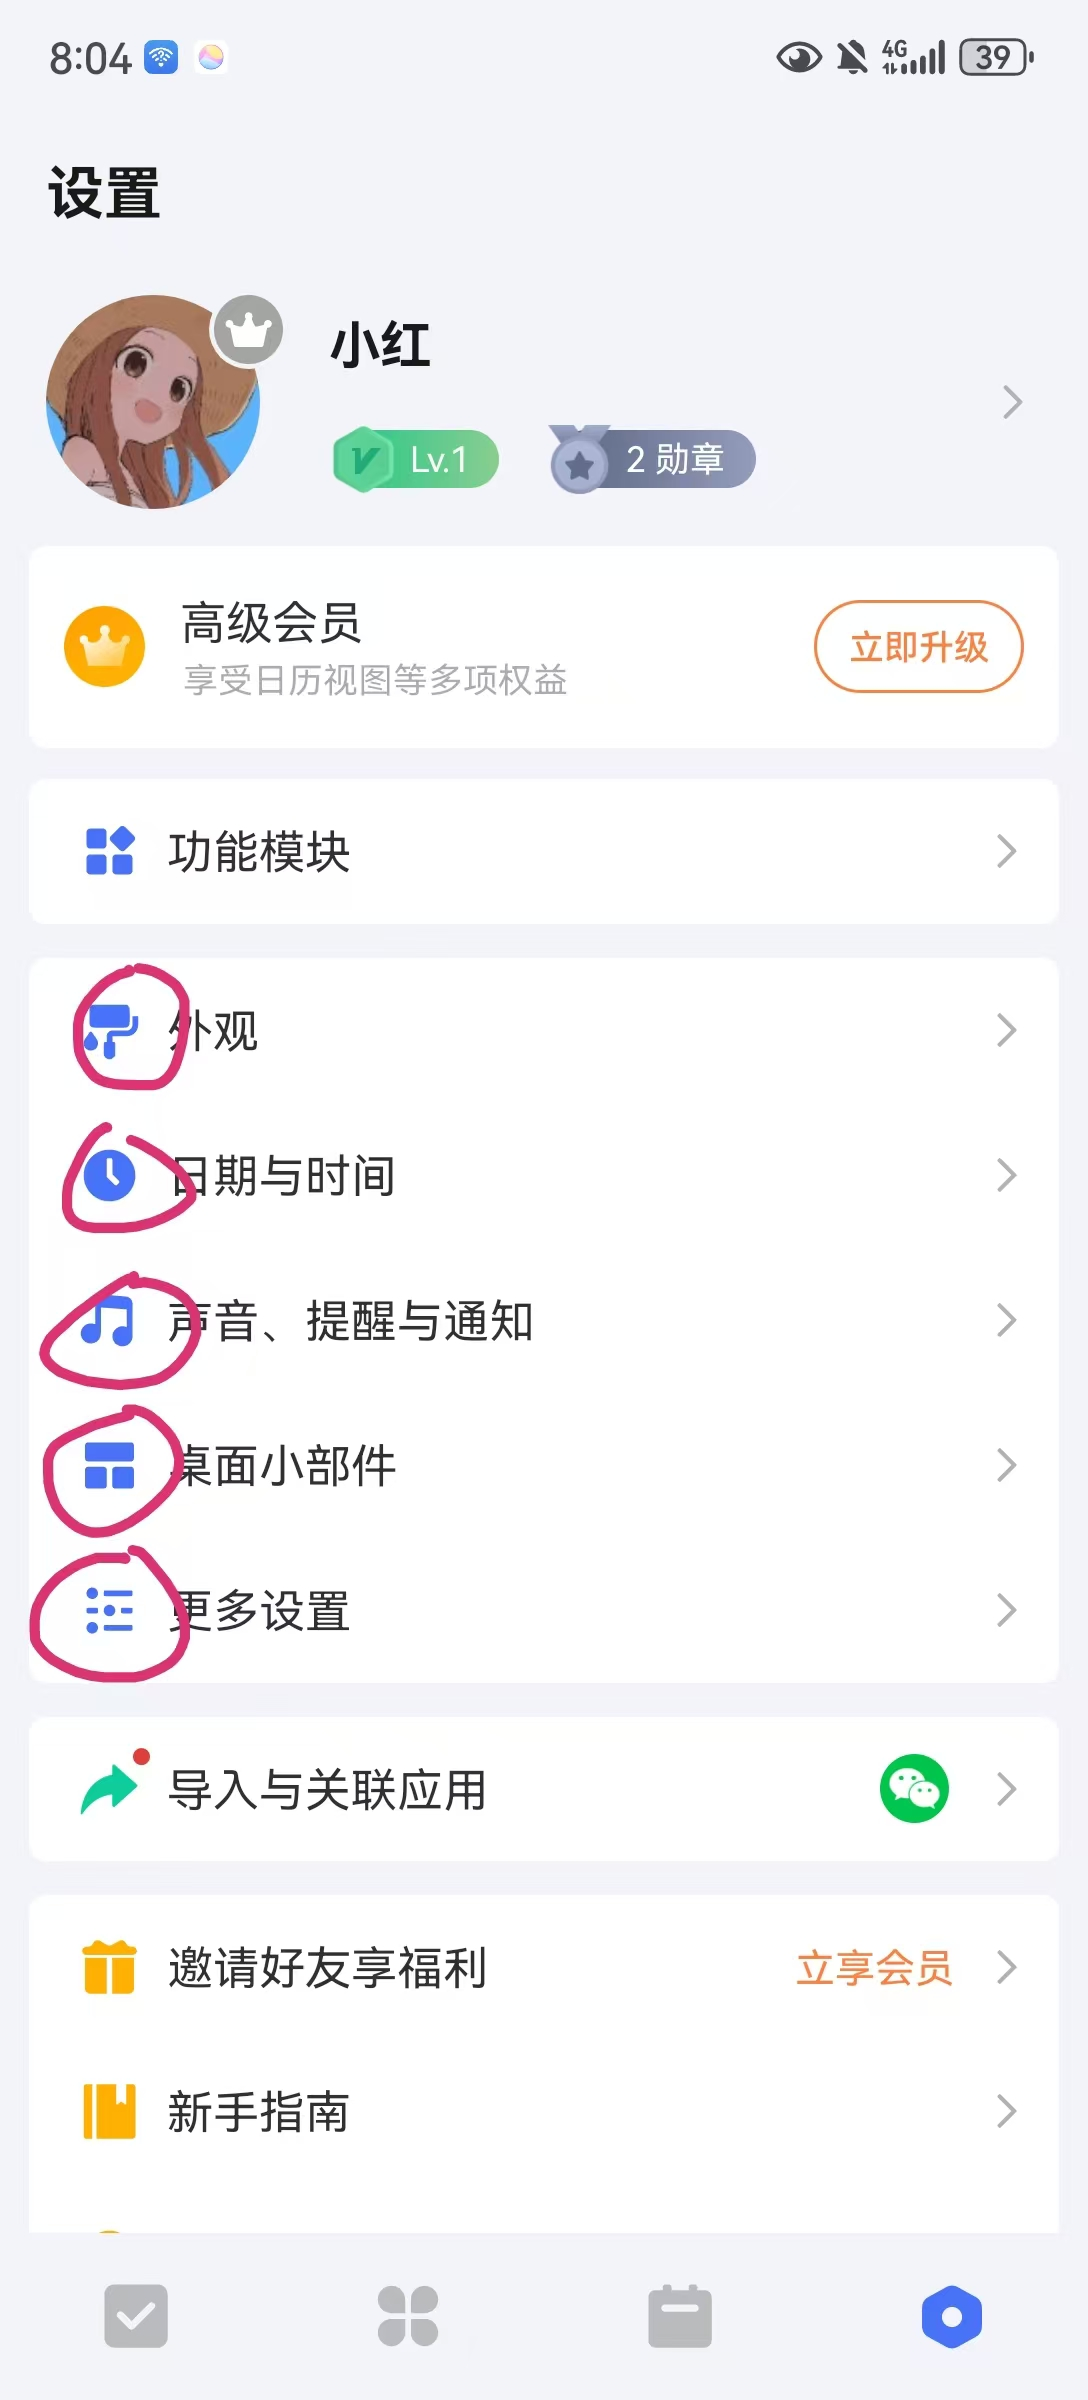 8:04 4G 39
设置
小红
Lv.1 2 勋章
高级会员
享受日历视图等多项权益
立即升级
功能模块
外观
日期与时间
声音、提醒与通知
桌面小部件
更多设置
导入与关联应用
邀请好友享福利 立享会员
新手指南